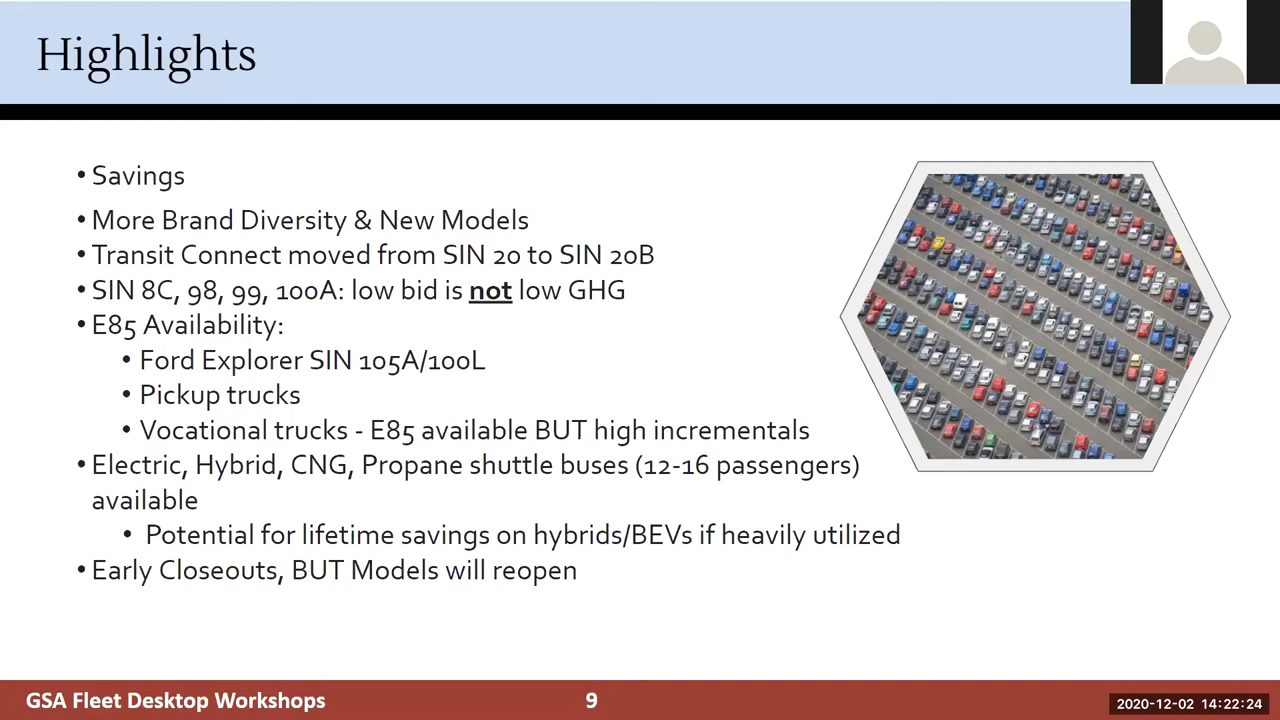 Highlights
• Savings
• More Brand Diversity & New Models
• Transit Connect moved from SIN 20 to SIN 20B
• SIN 8C, 98, 99, 100A: low bid is not low GHG
• E85 Availability:
• Ford Explorer SIN 105A/100L
• Pickup trucks
• Vocational trucks - E85 available BUT high incrementals
• Electric, Hybrid, CNG, Propane shuttle buses (12-16 passengers)
available
• Potential for lifetime savings on hybrids/BEVs if heavily utilized
• Early Closeouts, BUT Models will reopen
GSA Fleet Desktop Workshops
9
2020-12-02 14:22:24